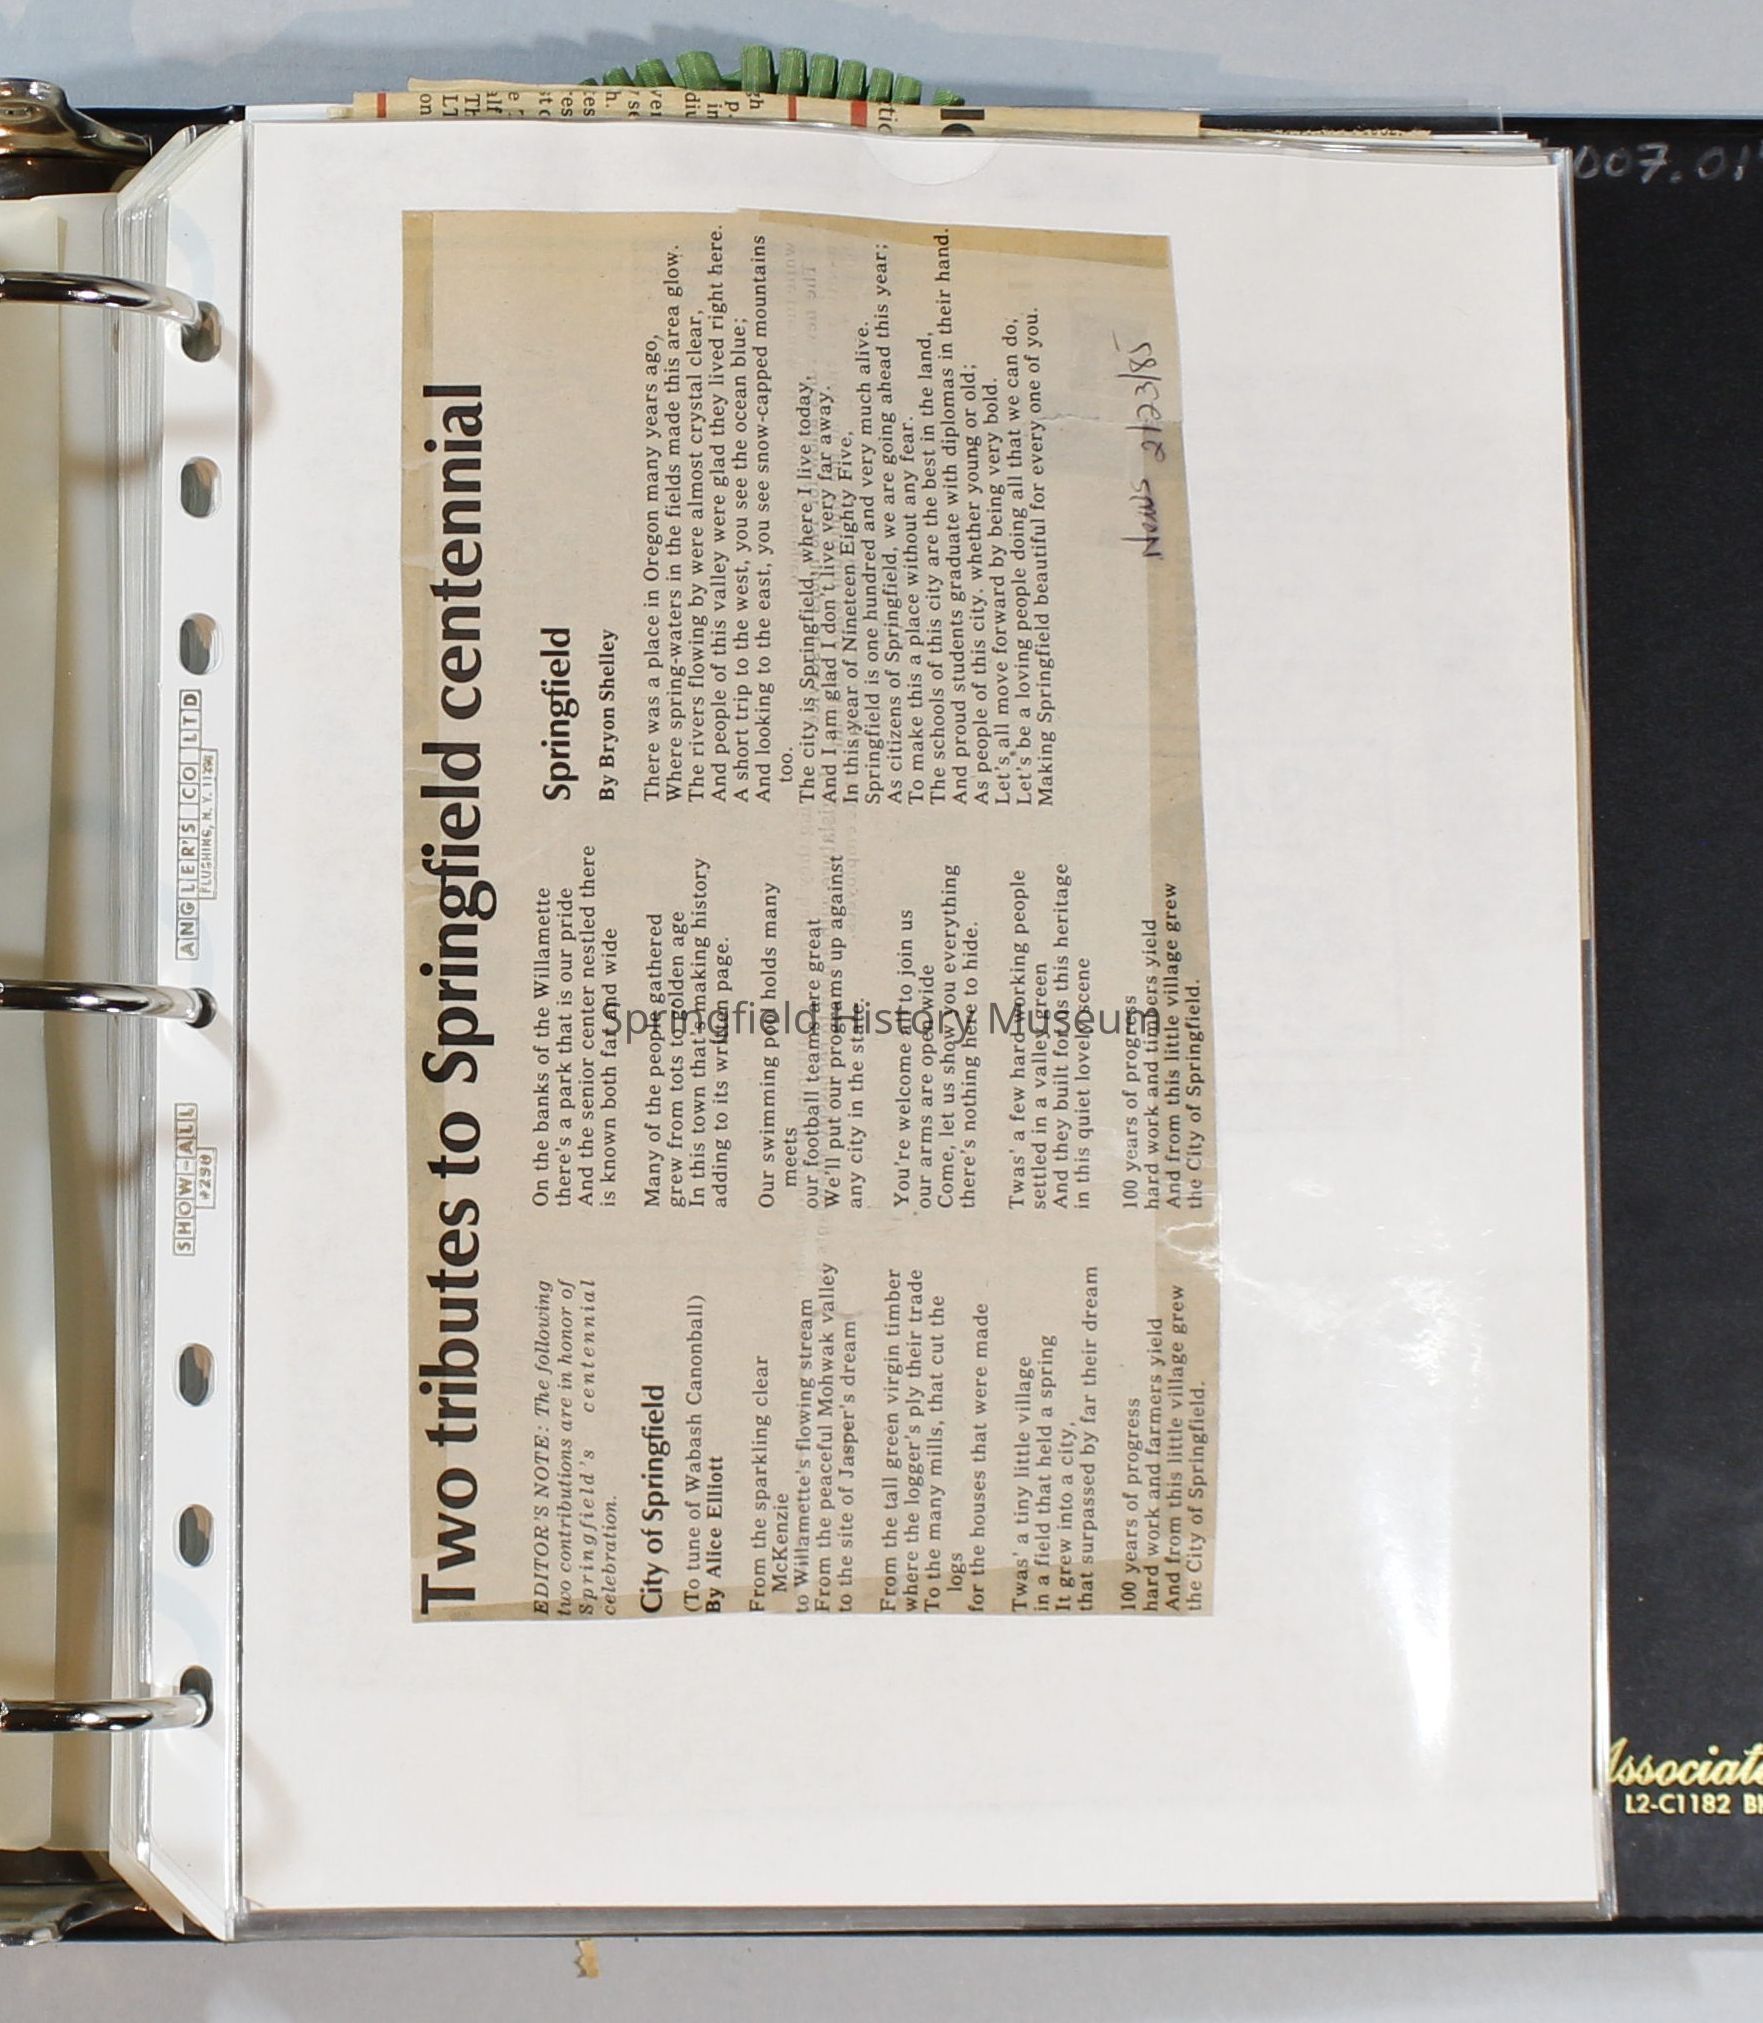 Two tributes to Springfield centennial
EDITOR'S NOTE: The following
two contributions are in honor of
Springfield's centennial
celebration.
City of Springfield
(To tune of Wabash Canonball)
By Alice Elliott
From the sparkling clear
McKenzie
to Willamette's flowing stream
From the peaceful Mohwak valley
to the site of Jasper's dream
From the tall green virgin timber
where the logger's ply their trade
To the many mills, that cut the
logs
for the houses that were made
Twas' a tiny little village
in a field that held a spring
It grew into a city,
that surpassed by far their dream
100 years of progress
hard work and farmers yield
And from this little village grew
the City of Springfield.
On the banks of the Willamette
there's a park that is our pride
And the senior center nestled there
is known both far and wide
Many of the people gathered
grew from tots to golden age
In this town that's making history
adding to its written page.
Our swimming pool holds many
meets
our football teams are great
We'll put our programs up against
any city in the state.
You're welcome all to join us
our arms are open wide
Come, let us show you everything
there's nothing here to hide.
Twas' a few hard working people
settled in a valley green
And they built for us this heritage
in this quiet lovely scene
100 years of progress
hard work and timbers yield
And from this little village grew
the City of Springfield.
Springfield
By Bryon Shelley
There was a place in Oregon many years ago,
Where spring-waters in the fields made this area glow.
The rivers flowing by were almost crystal clear,
And people of this valley were glad they lived right here.
A short trip to the west, you see the ocean blue;
And looking to the east, you see snow-capped mountains
too.
The city is Springfield, where I live today,
And I am glad I don't live very far away.
In this year of Nineteen Eighty Five,
Springfield is one hundred and very much alive.
As citizens of Springfield, we are going ahead this year;
To make this a place without any fear.
The schools of this city are the best in the land,
And proud students graduate with diplomas in their hand.
As people of this city. whether young or old;
Let's all move forward by being very bold.
Let's be a loving people doing all that we can do,
Making Springfield beautiful for every one of you.
News 2/23/85
Springfield History Museum
SHOW-ALL
#290
ANGLER'S CO LTD
FLUSHING, N.Y.
007.01
Associat
L2-C1182